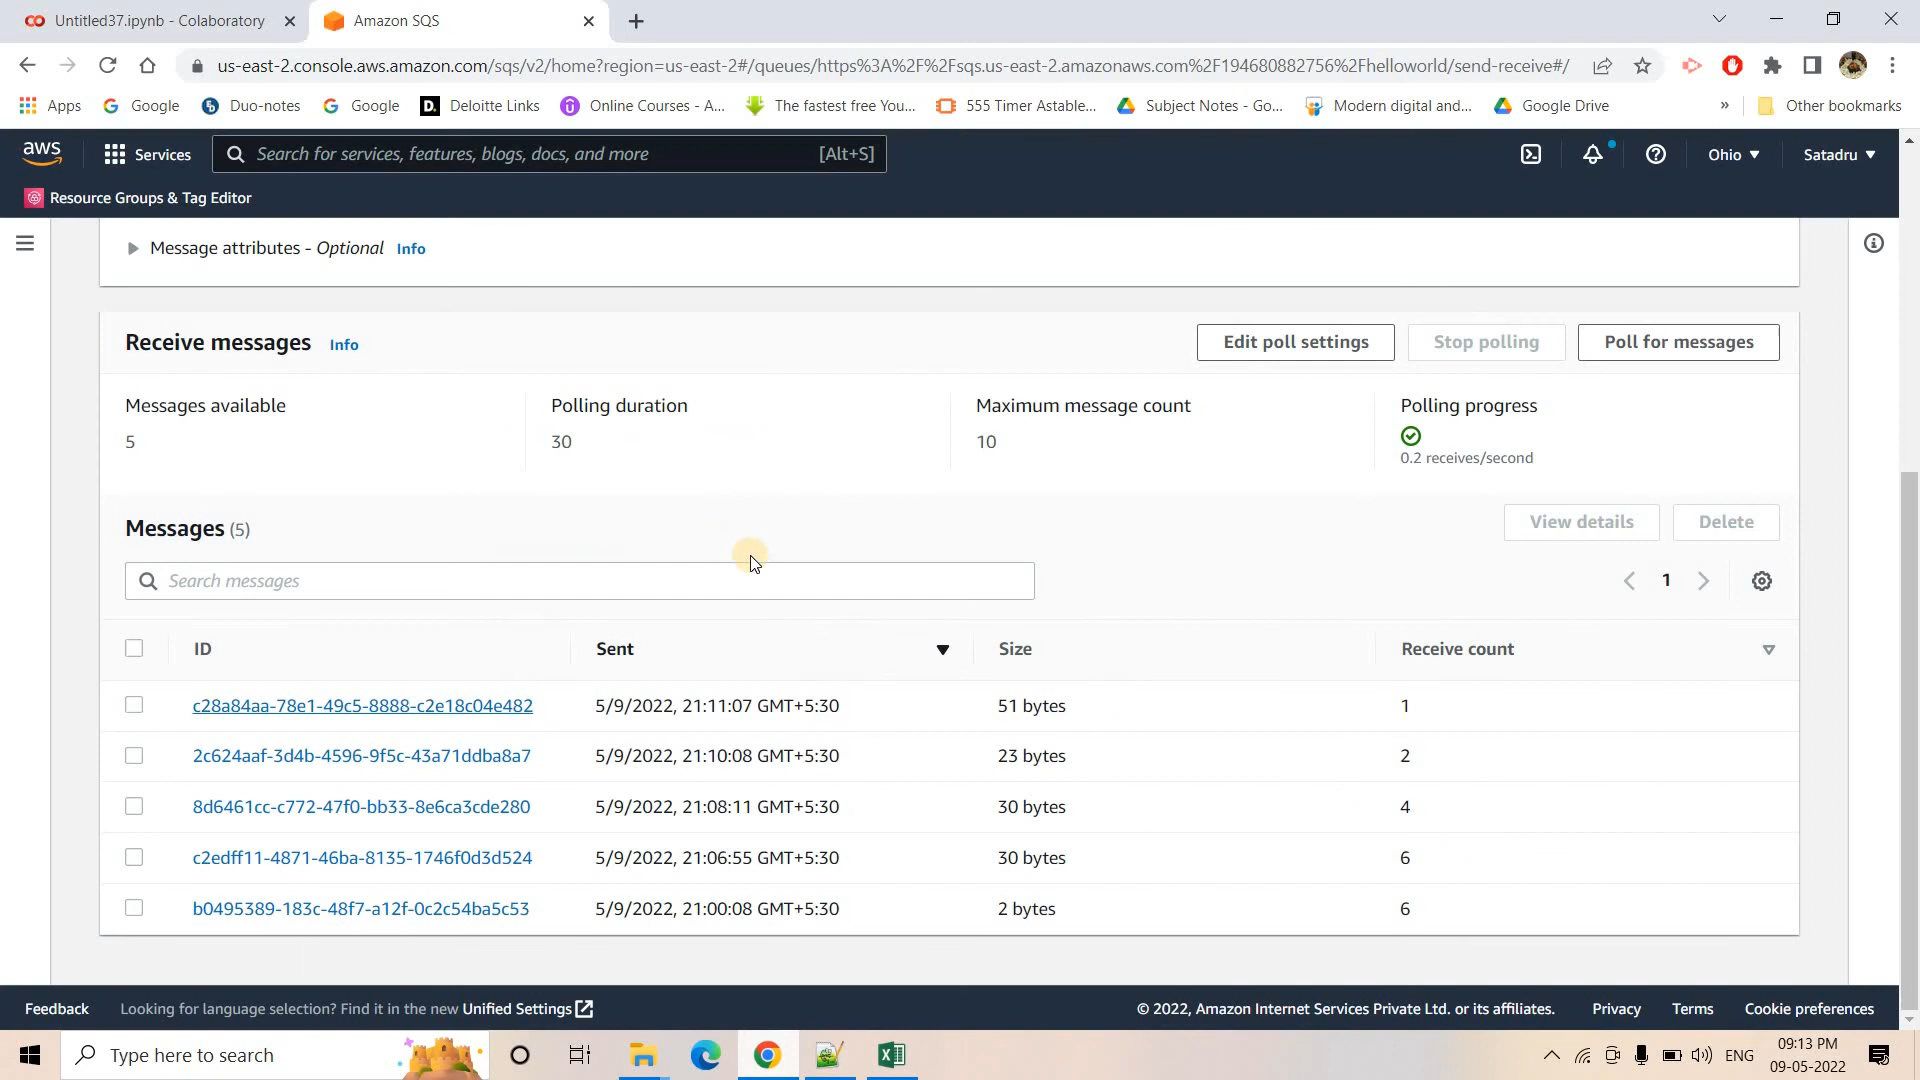 Untitled37.ipynb - Colaboratory
Amazon SQS
us-east-2.console.aws.amazon.com/sqs/v2/home?region=us-east-2#/queues/https%3A%2F%2Fsqs.us-east-2.amazonaws.com%2F194680882756%2Fhelloworld/send-receive#/
Apps Google Duo-notes Google D. Deloitte Links Online Courses - A... The fastest free You... 555 Timer Astable... Subject Notes - Go... Modern digital and... Google Drive » Other bookmarks
aws Services Search for services, features, blogs, docs, and more [Alt+S] Ohio Satadru
Resource Groups & Tag Editor
Message attributes - Optional Info
Receive messages Info Edit poll settings Stop polling Poll for messages
Messages available Polling duration Maximum message count Polling progress
5 30 10
0.2 receives/second
Messages (5) View details Delete
Search messages 1
ID Sent Size Receive count
c28a84aa-78e1-49c5-8888-c2e18c04e482 5/9/2022, 21:11:07 GMT+5:30 51 bytes 1
2c624aaf-3d4b-4596-9f5c-43a71ddba8a7 5/9/2022, 21:10:08 GMT+5:30 23 bytes 2
8d6461cc-c772-47f0-bb33-8e6ca3cde280 5/9/2022, 21:08:11 GMT+5:30 30 bytes 4
c2edff11-4871-46ba-8135-1746f0d3d524 5/9/2022, 21:06:55 GMT+5:30 30 bytes 6
b0495389-183c-48f7-a12f-0c2c54ba5c53 5/9/2022, 21:00:08 GMT+5:30 2 bytes 6
Feedback Looking for language selection? Find it in the new Unified Settings © 2022, Amazon Internet Services Private Ltd. or its affiliates. Privacy Terms Cookie preferences
Type here to search ENG 09:13 PM
09-05-2022